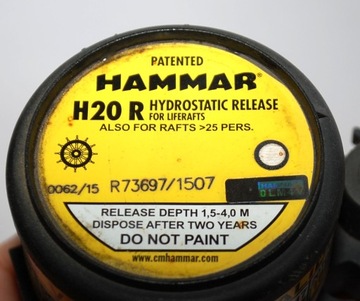 PATENTED
HAMMAR
H20 R HYDROSTATIC RELEASE
FOR LIFERAFTS
ALSO FOR RAFTS >25 PERS.
0062/15 R73697/1507
HAMMAR
RELEASE DEPTH 1,5-4,0 M
DISPOSE AFTER TWO YEARS
DO NOT PAINT
www.cmhammar.com